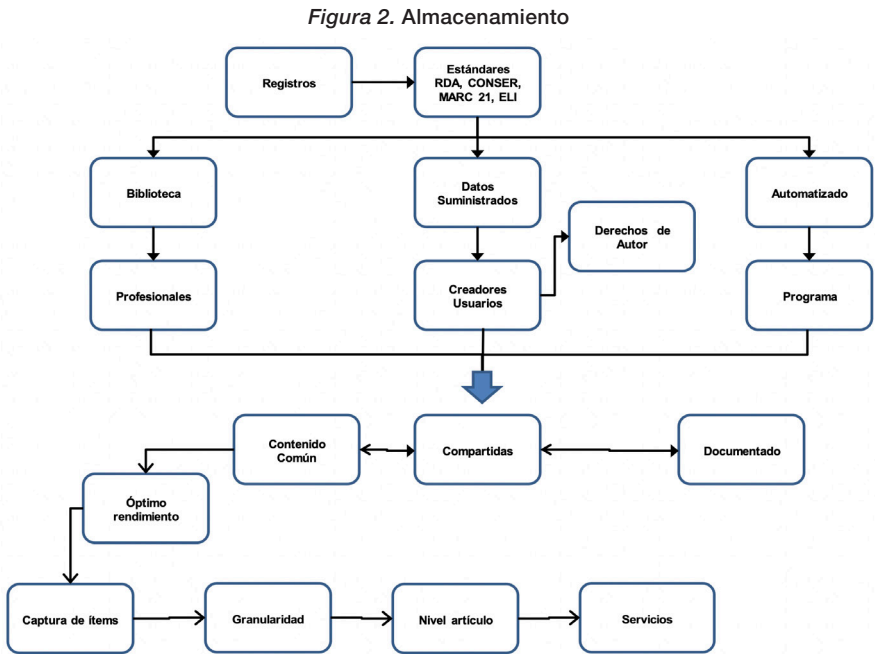 Figura 2. Almacenamiento
Registros
Estándares
RDA, CONSER,
MARC 21, ELI
Biblioteca
Datos
Suministrados
Automatizado
Derechos de
Autor
Profesionales
Creadores
Usuarios
Programa
Contenido
Común
Compartidas
Documentado
Óptimo
rendimiento
Captura de ítems
Granularidad
Nivel artículo
Servicios